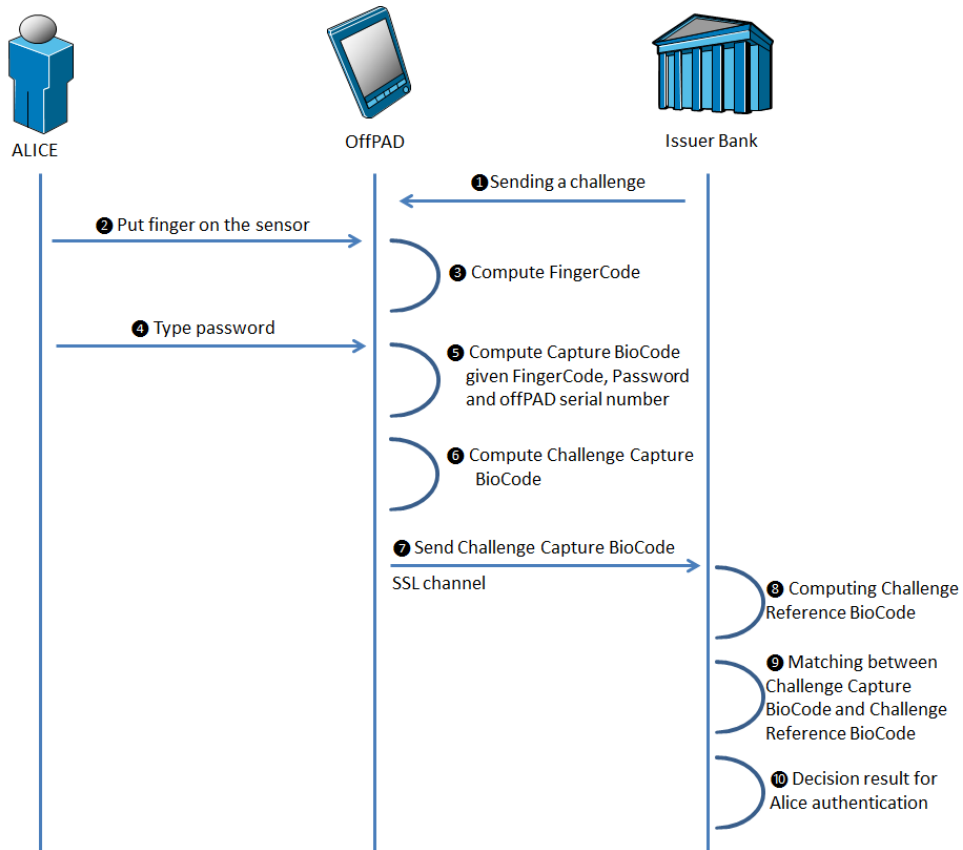 ALICE
OffPAD
Issuer Bank
❶Sending a challenge
❷ Put finger on the sensor
❸ Compute FingerCode
❹ Type password
❺ Compute Capture BioCode
given FingerCode, Password
and offPAD serial number
❻ Compute Challenge Capture
BioCode
❼ Send Challenge Capture BioCode
SSL channel
❽ Computing Challenge
Reference BioCode
❾ Matching between
Challenge Capture
BioCode and Challenge
Reference BioCode
❿ Decision result for
Alice authentication